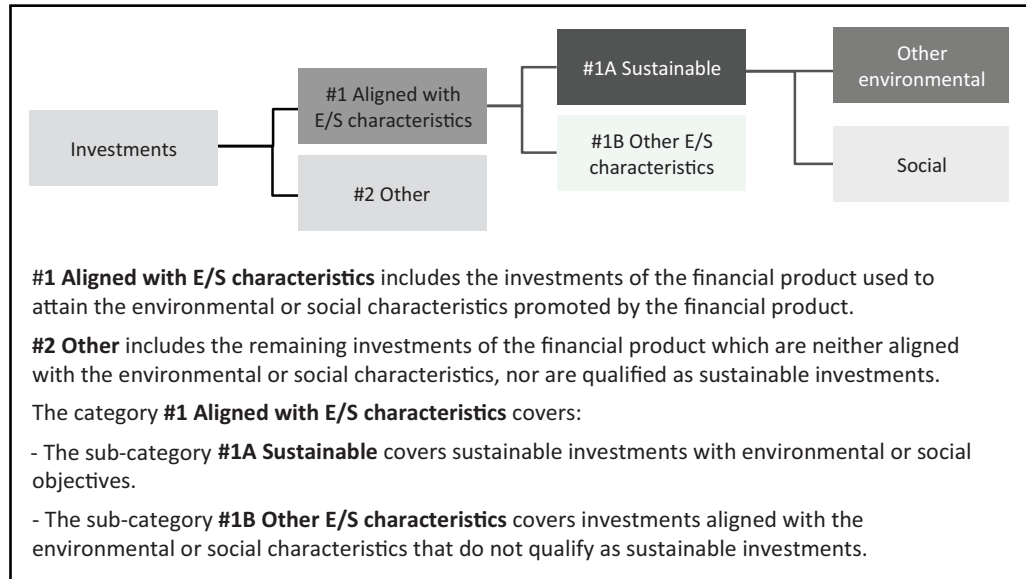 Investments
#1 Aligned with
E/S characteristics
#2 Other
#1A Sustainable
#1B Other E/S
characteristics
Other
environmental
Social
#1 Aligned with E/S characteristics includes the investments of the financial product used to
attain the environmental or social characteristics promoted by the financial product.
#2 Other includes the remaining investments of the financial product which are neither aligned
with the environmental or social characteristics, nor are qualified as sustainable investments.
The category #1 Aligned with E/S characteristics covers:
- The sub-category #1A Sustainable covers sustainable investments with environmental or social
objectives.
- The sub-category #1B Other E/S characteristics covers investments aligned with the
environmental or social characteristics that do not qualify as sustainable investments.